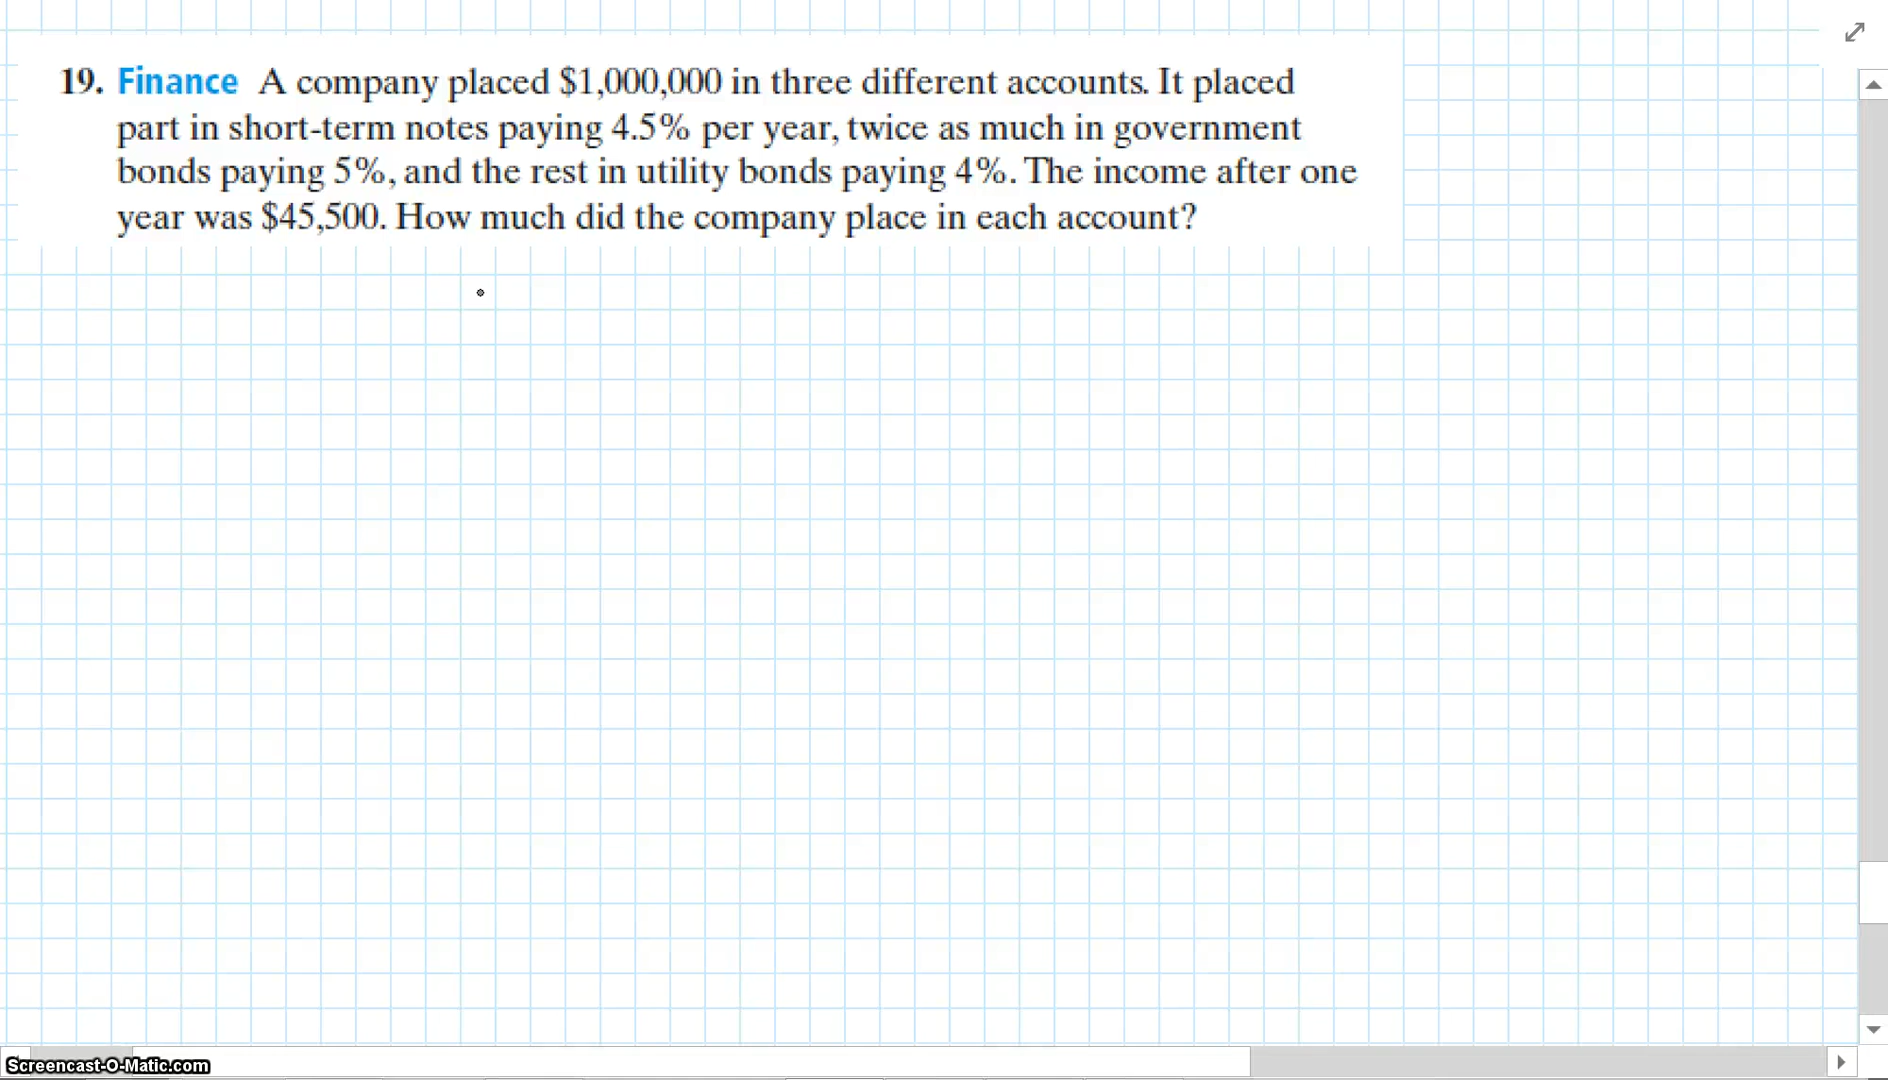 19. Finance A company placed $1,000,000 in three different accounts. It placed
part in short-term notes paying 4.5% per year, twice as much in government
bonds paying 5%, and the rest in utility bonds paying 4%. The income after one
year was $45,500. How much did the company place in each account?
Screencast-O-Matic.com